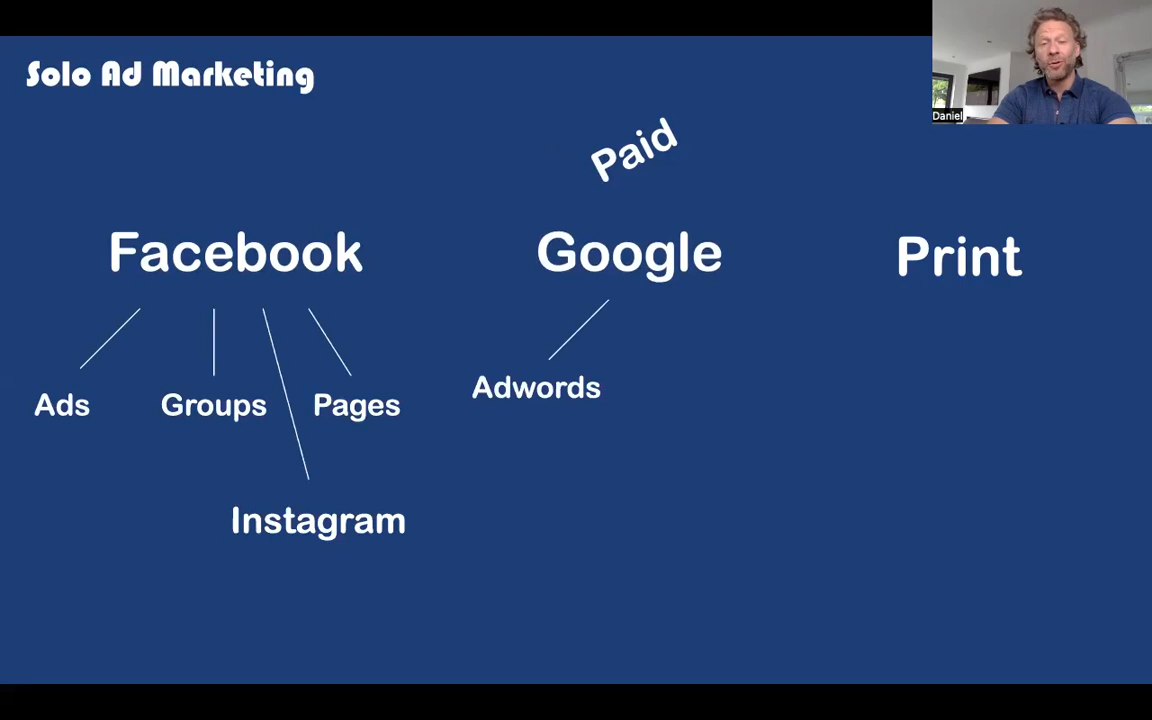 Solo Ad Marketing
Daniel
Paid
Facebook
Google
Print
Ads
Groups
Pages
Adwords
Instagram